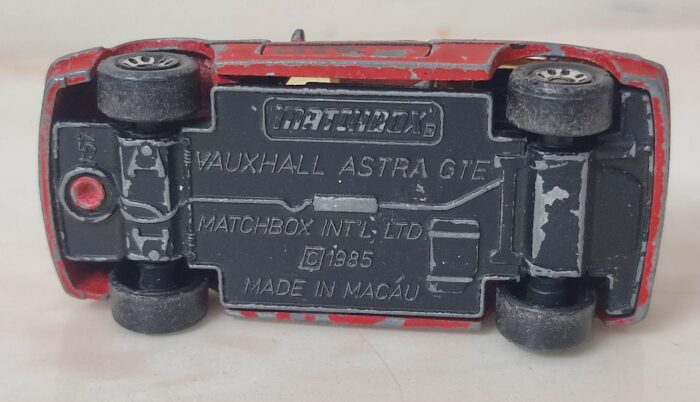 MATCHBOX
VAUXHALL ASTRA GTE
MATCHBOX INT'L LTD
© 1985
MADE IN MACAU